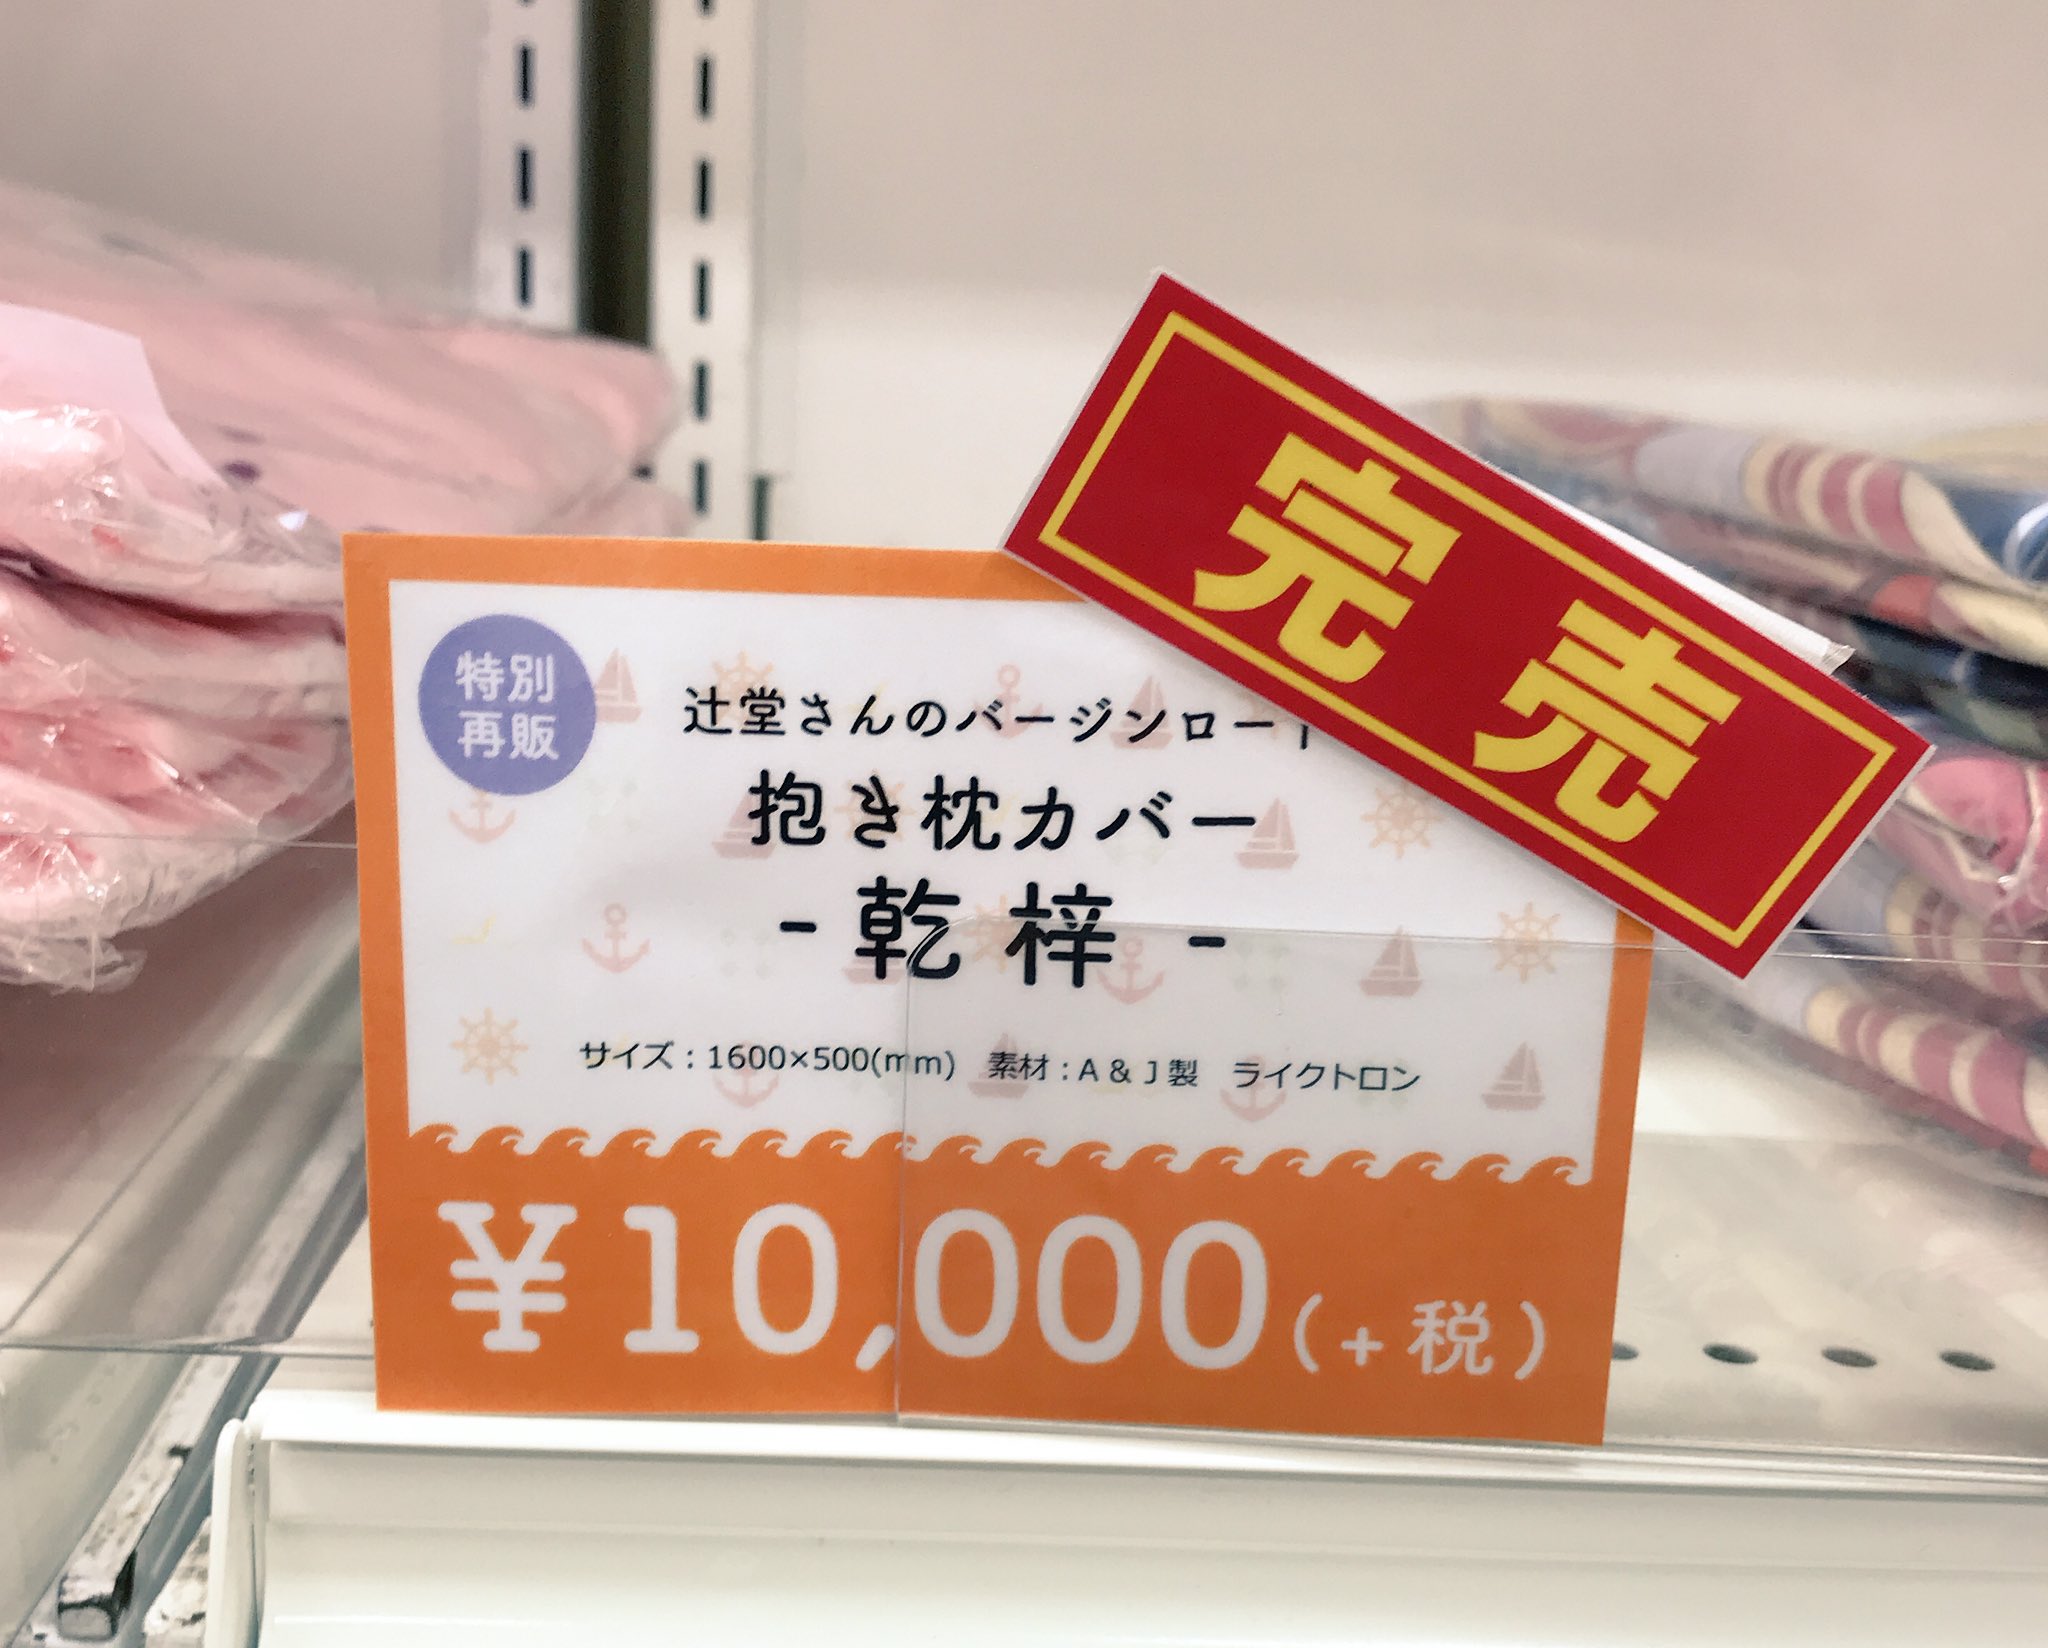 完売
特別
再販
辻堂さんのバージンロー
抱き枕カバー
- 乾 梓 -
サイズ：1600×500(mm)　素材：A＆J製　ライクトロン
¥10,000(+税)